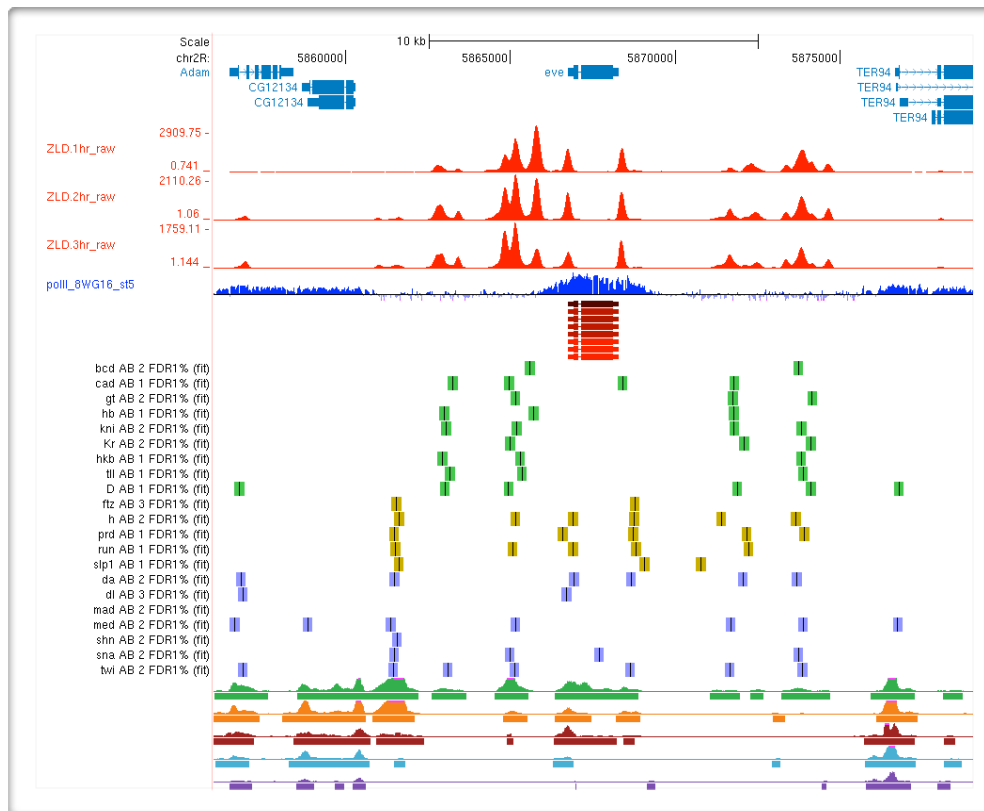 Scale 10 kb
chr2R: 5860000 5865000 5870000 5875000
Adam eve TER94
CG12134 TER94
CG12134 TER94
TER94
2909.75
ZLD.1hr_raw
0.741
2110.26
ZLD.2hr_raw
1.06
1759.11
ZLD.3hr_raw
1.144
polII_8WG16_st5
bcd AB 2 FDR1% (fit)
cad AB 1 FDR1% (fit)
gt AB 2 FDR1% (fit)
hb AB 1 FDR1% (fit)
kni AB 2 FDR1% (fit)
Kr AB 2 FDR1% (fit)
hkb AB 1 FDR1% (fit)
tll AB 1 FDR1% (fit)
D AB 1 FDR1% (fit)
ftz AB 3 FDR1% (fit)
h AB 2 FDR1% (fit)
prd AB 1 FDR1% (fit)
run AB 1 FDR1% (fit)
slp1 AB 1 FDR1% (fit)
da AB 2 FDR1% (fit)
dl AB 3 FDR1% (fit)
mad AB 2 FDR1% (fit)
med AB 2 FDR1% (fit)
shn AB 2 FDR1% (fit)
sna AB 2 FDR1% (fit)
twi AB 2 FDR1% (fit)